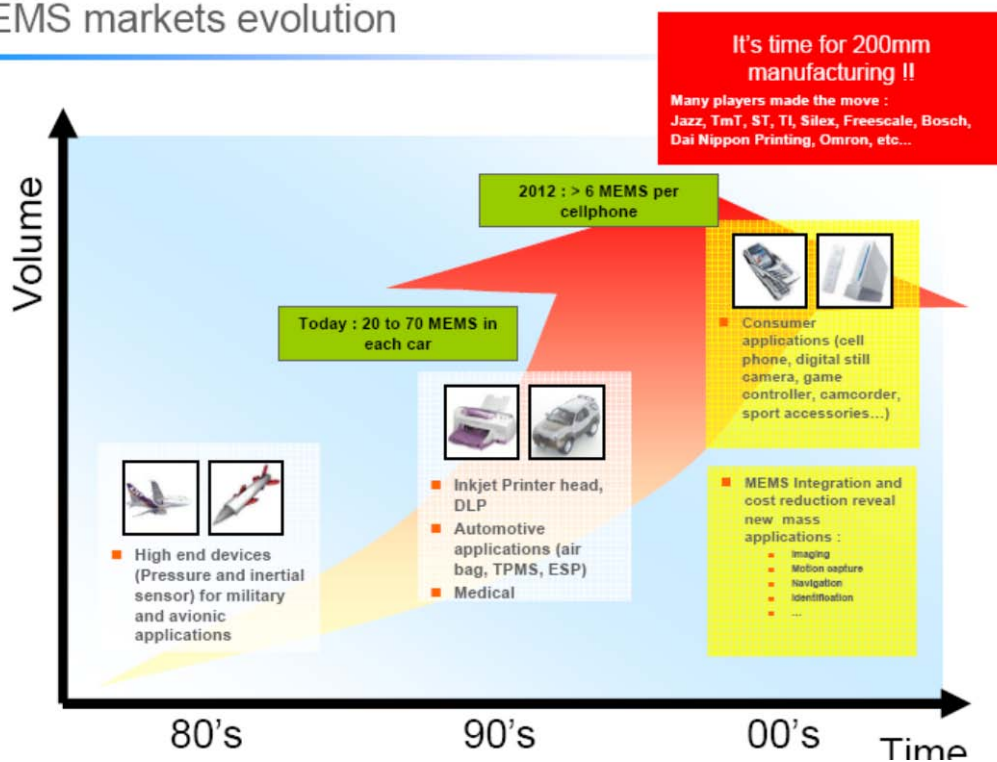 EMS markets evolution
It's time for 200mm
manufacturing !!
Many players made the move :
Jazz, TmT, ST, TI, Silex, Freescale, Bosch,
Dai Nippon Printing, Omron, etc...
Volume
2012 : > 6 MEMS per
cellphone
Today : 20 to 70 MEMS in
each car
Consumer
applications (cell
phone, digital still
camera, game
controller, camcorder,
sport accessories...)
Inkjet Printer head,
DLP
Automotive
applications (air
bag, TPMS, ESP)
Medical
MEMS Integration and
cost reduction reveal
new mass
applications :
Imaging
Motion capture
Navigation
Identification
...
High end devices
(Pressure and inertial
sensor) for military
and avionic
applications
80's
90's
00's
Time